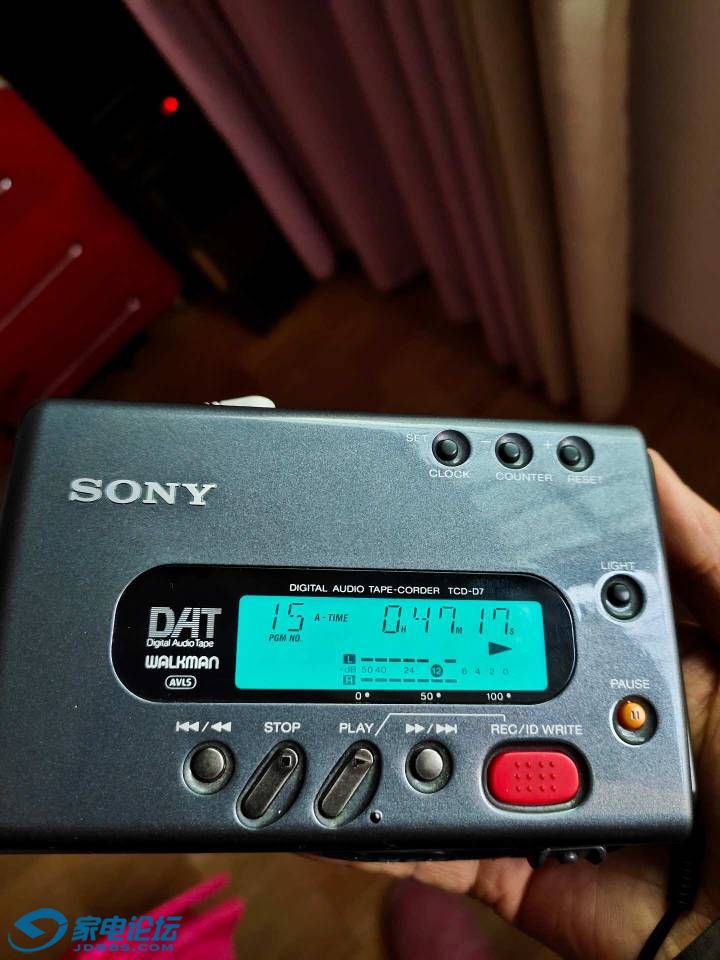 SET - +
CLOCK COUNTER RESET
SONY
LIGHT
DIGITAL AUDIO TAPE-CORDER TCD-D7
DAT
Digital Audio Tape
WALKMAN
AVLS
15 A-TIME 0H 47M 17S
PGM NO.
L
-dB 50 40 24 12 6 4 2 0
R
0 50 100
PAUSE
STOP PLAY REC/ID WRITE
家电论坛
JDBBS.COM